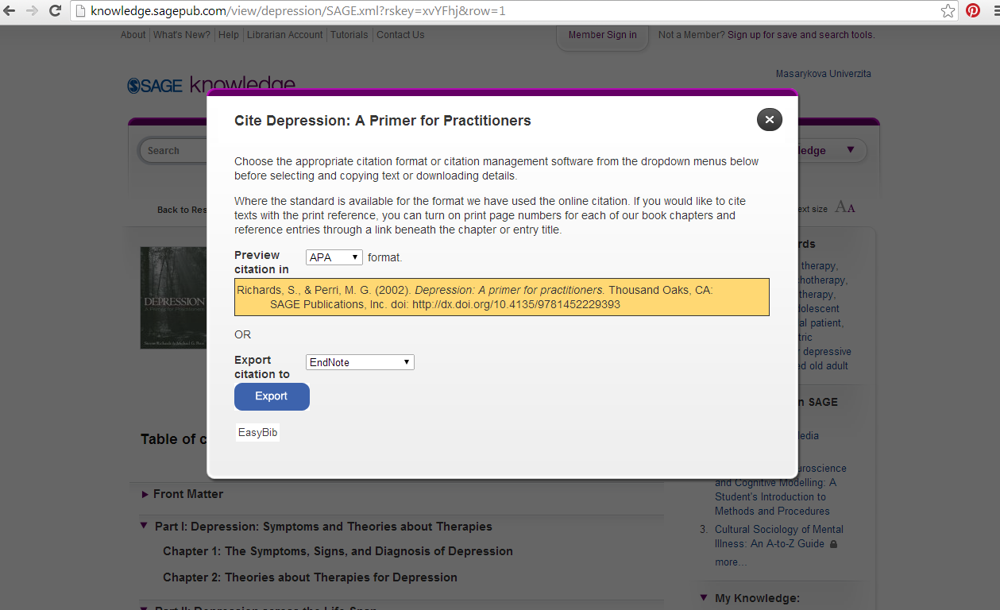 knowledge.sagepub.com/view/depression/SAGE.xml?rskey=xvYFhj&row=1
About What's New? Help Librarian Account Tutorials Contact Us
Member Sign in
Not a Member? Sign up for save and search tools.
SAGE knowledge
Masarykova Univerzita
Cite Depression: A Primer for Practitioners
Search
ledge
Choose the appropriate citation format or citation management software from the dropdown menus below
before selecting and copying text or downloading details.
Where the standard is available for the format we have used the online citation. If you would like to cite
texts with the print reference, you can turn on print page numbers for each of our book chapters and
reference entries through a link beneath the chapter or entry title.
Back to Res
ext size AA
Preview
citation in
APA
format.
Richards, S., & Perri, M. G. (2002). Depression: A primer for practitioners. Thousand Oaks, CA:
SAGE Publications, Inc. doi: http://dx.doi.org/10.4135/9781452229393
OR
Export
citation to
EndNote
Export
EasyBib
DEPRESSION
rds
therapy,
chotherapy,
therapy,
dolescent
al patient,
tric
r depressive
ed old adult
n SAGE
edia
uroscience
and Cognitive Modelling: A
Student's Introduction to
Methods and Procedures
3. Cultural Sociology of Mental
Illness: An A-to-Z Guide
more...
My Knowledge:
Table of c
Front Matter
Part I: Depression: Symptoms and Theories about Therapies
Chapter 1: The Symptoms, Signs, and Diagnosis of Depression
Chapter 2: Theories about Therapies for Depression
Part II: Depression across the Life Span